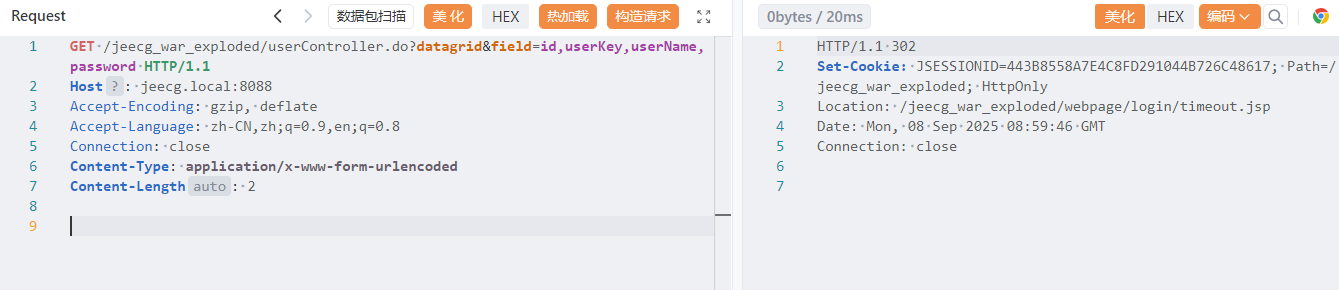 Request
数据包扫描
美化
HEX
热加载
构造请求
0bytes / 20ms
美化
HEX
编码
1 GET /jeecg_war_exploded/userController.do?datagrid&field=id,userKey,userName,
password HTTP/1.1
2 Host ? : jeecg.local:8088
3 Accept-Encoding: gzip, deflate
4 Accept-Language: zh-CN,zh;q=0.9,en;q=0.8
5 Connection: close
6 Content-Type: application/x-www-form-urlencoded
7 Content-Length auto : 2
8
9
1 HTTP/1.1 302
2 Set-Cookie: JSESSIONID=443B8558A7E4C8FD291044B726C48617; Path=/
jeecg_war_exploded; HttpOnly
3 Location: /jeecg_war_exploded/webpage/login/timeout.jsp
4 Date: Mon, 08 Sep 2025 08:59:46 GMT
5 Connection: close
6
7